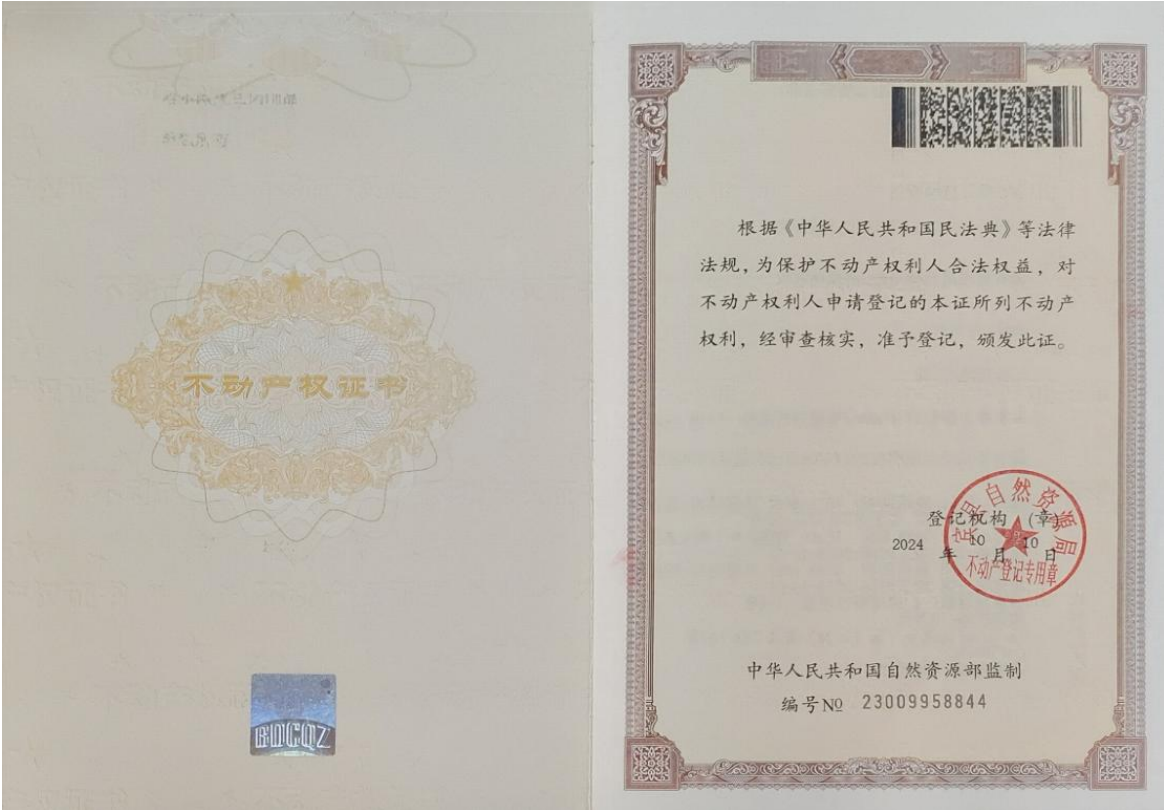 不动产权证书
BDCQZ
根据《中华人民共和国民法典》等法律
法规，为保护不动产权利人合法权益，对
不动产权利人申请登记的本证所列不动产
权利，经审查核实，准予登记，颁发此证。
登记机构（章）
2024 年 10 月 10 日
宾县自然资源局
不动产登记专用章
中华人民共和国自然资源部监制
编号№ 23009958844